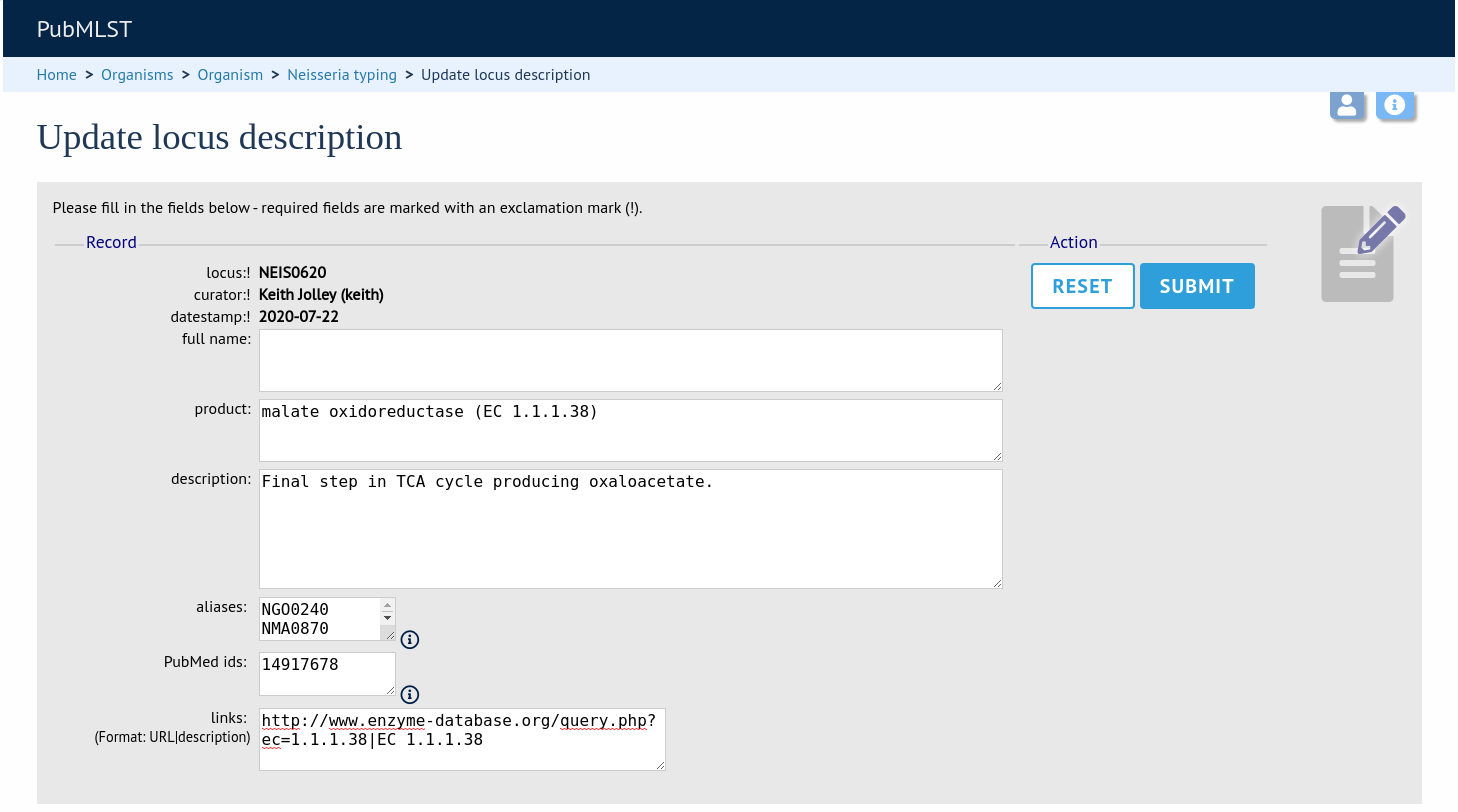 PubMLST
Home > Organisms > Organism > Neisseria typing > Update locus description
Update locus description
Please fill in the fields below - required fields are marked with an exclamation mark (!).
Record
locus:! NEIS0620
curator:! Keith Jolley (keith)
datestamp:! 2020-07-22
full name:
product: malate oxidoreductase (EC 1.1.1.38)
description: Final step in TCA cycle producing oxaloacetate.
aliases: NGO0240
NMA0870
PubMed ids: 14917678
links: http://www.enzyme-database.org/query.php?
(Format: URL|description) ec=1.1.1.38|EC 1.1.1.38
Action
RESET SUBMIT